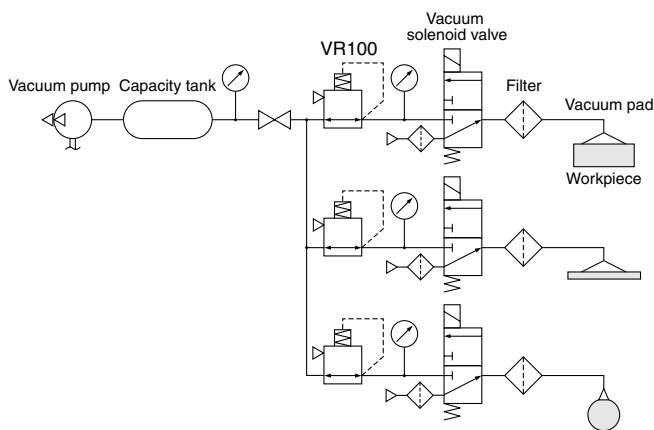 Vacuum
solenoid valve
VR100
Vacuum pump
Capacity tank
Filter
Vacuum pad
Workpiece